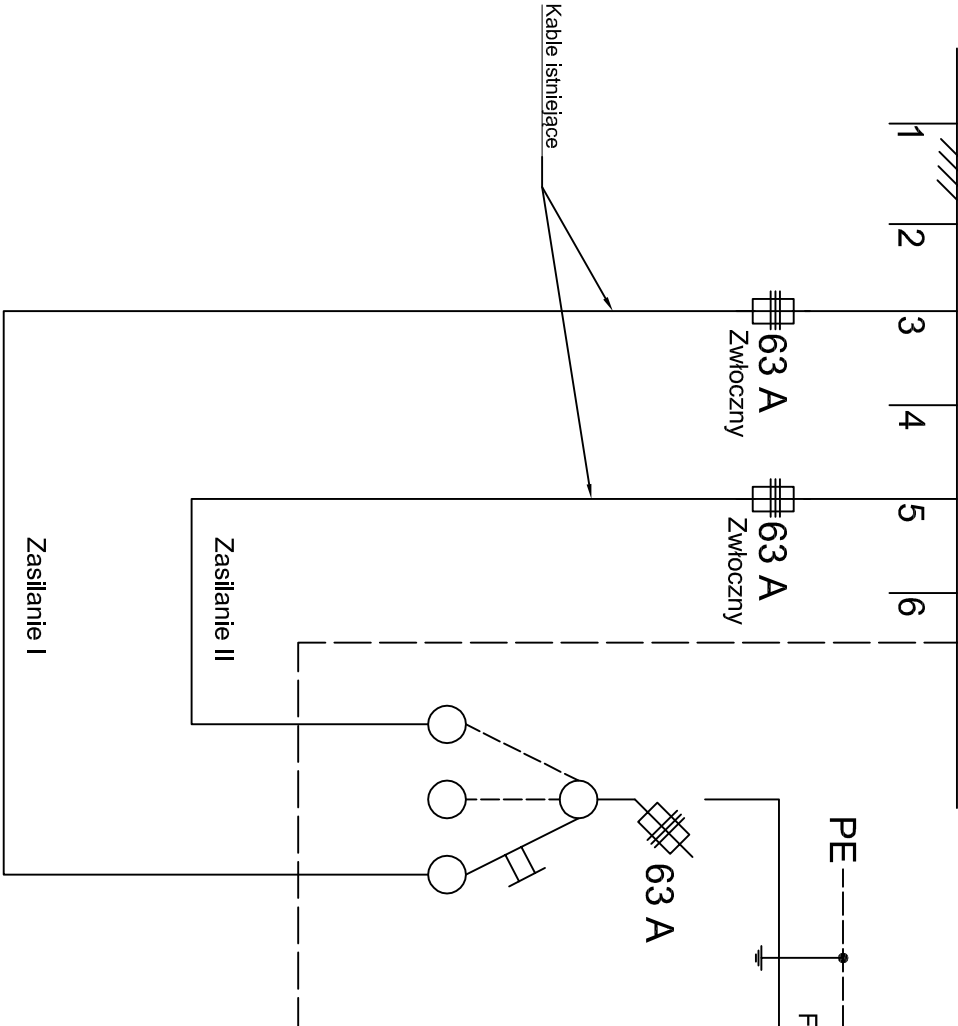 1
2
3
4
5
6
Kable istniejące
63 A
Zwłoczny
63 A
Zwłoczny
PE
63 A
F
Zasilanie II
Zasilanie I